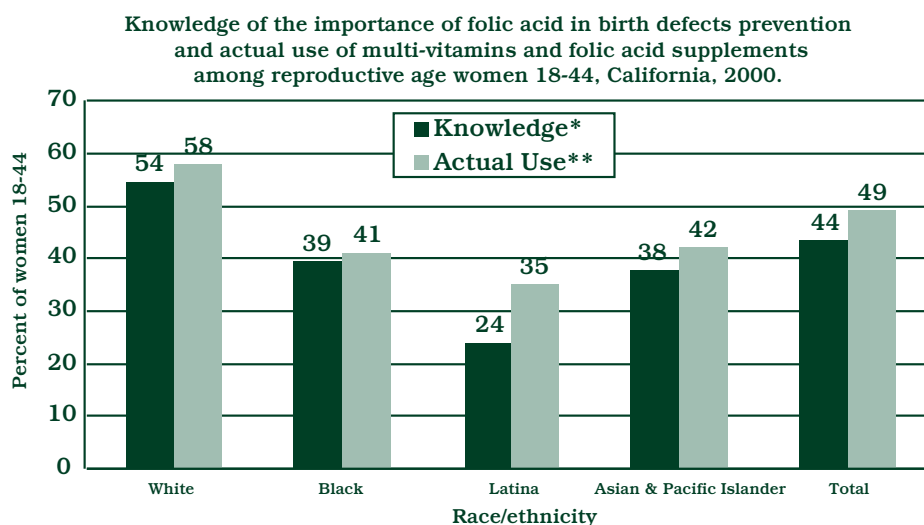 Knowledge of the importance of folic acid in birth defects prevention
and actual use of multi-vitamins and folic acid supplements
among reproductive age women 18-44, California, 2000.
Percent of women 18-44
70
60
50
40
30
20
10
0
Knowledge*
Actual Use**
54
58
39
41
24
35
38
42
44
49
White
Black
Latina
Asian & Pacific Islander
Total
Race/ethnicity